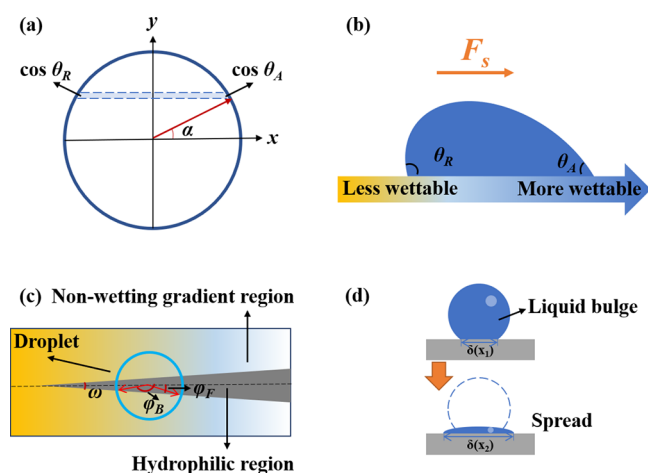 (a)
y
cos θR
cos θA
α
x
(b)
Fs
θR
θA
Less wettable
More wettable
(c)
Non-wetting gradient region
Droplet
ω
φF
φB
Hydrophilic region
(d)
Liquid bulge
δ(x₁)
Spread
δ(x₂)